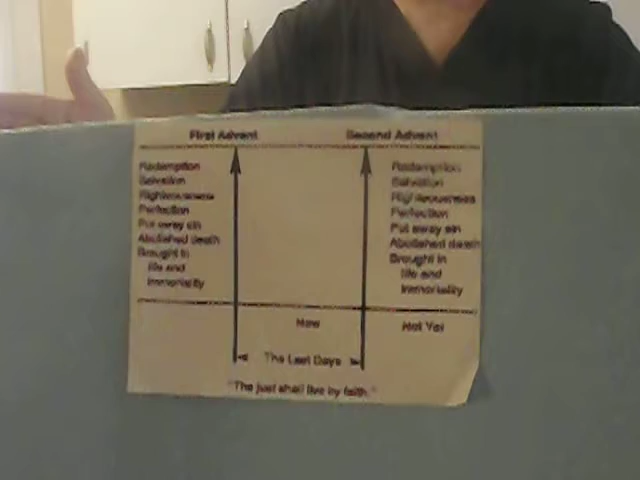 First Advent Second Advent
Redemption
Salvation
Righteousness
Perfection
Put away sin
Abolished death
Brought in
life and
immortality
Redemption
Salvation
Righteousness
Perfection
Put away sin
Abolished death
Brought in
life and
immortality
Now Not Yet
The Last Days
"The just shall live by faith."